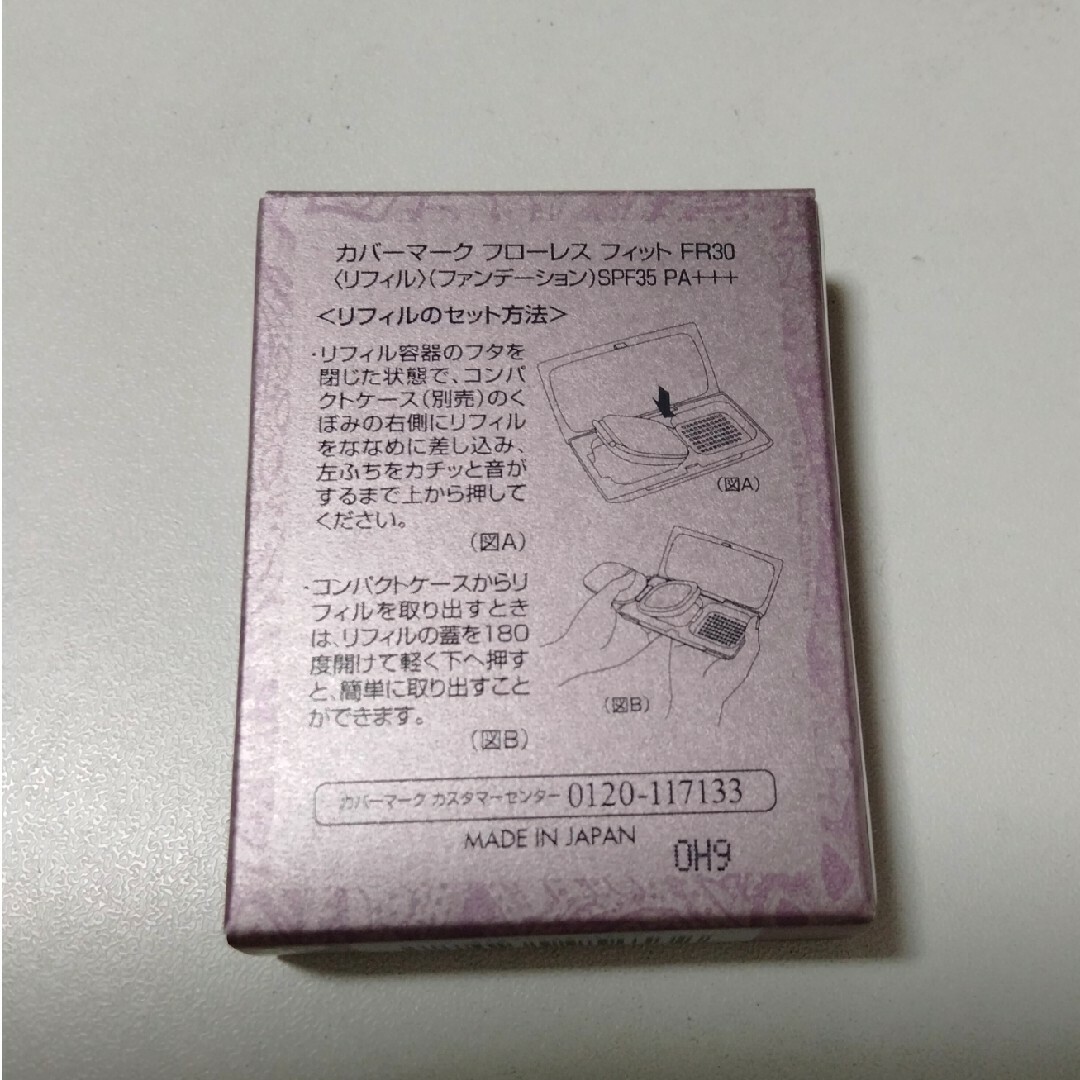 カバーマーク フローレス フィット FR30
〈リフィル〉(ファンデーション)SPF35 PA+++
<リフィルのセット方法>
・リフィル容器のフタを
閉じた状態で、コンパ
クトケース(別売)のく
ぼみの右側にリフィル
をななめに差し込み、
左ふちをカチッと音が
するまで上から押して
ください。
(図A)
(図A)
・コンパクトケースからリ
フィルを取り出すとき
は、リフィルの蓋を180
度開けて軽く下へ押す
と、簡単に取り出すこと
ができます。
(図B)
(図B)
カバーマーク カスタマーセンター 0120-117133
MADE IN JAPAN
OH9